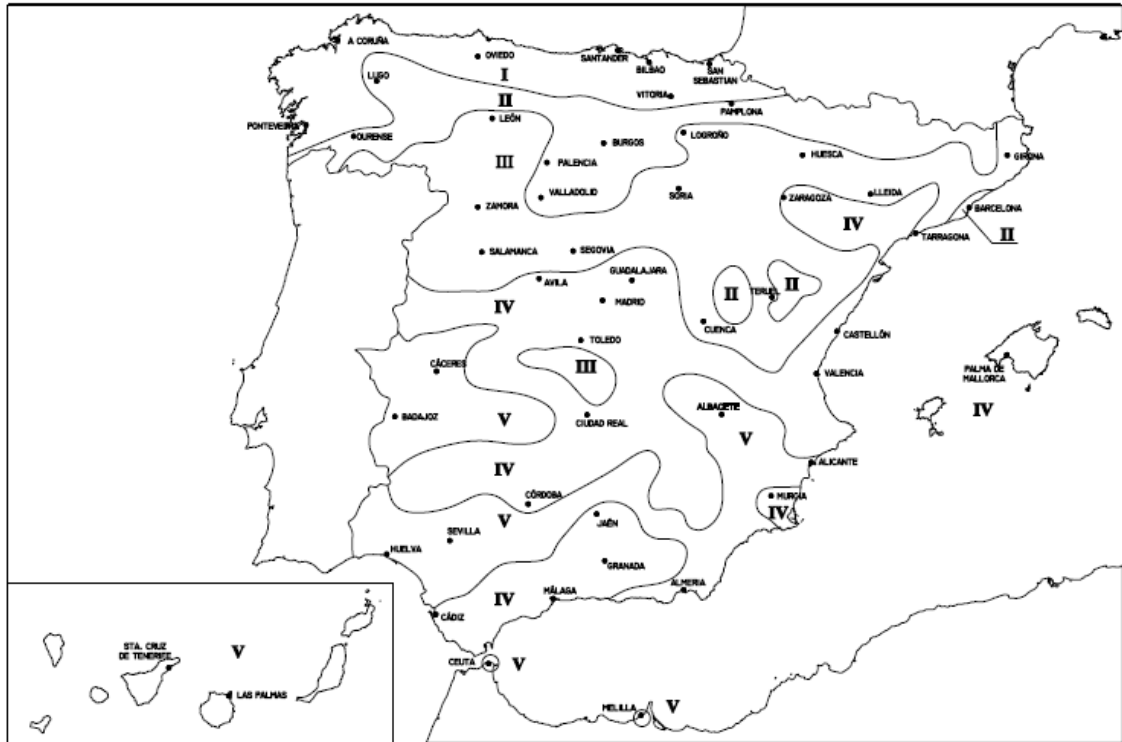 A CORUÑA
OVIEDO
SANTANDER
BILBAO
SAN
SEBASTIAN
LUGO
I
VITORIA
II
PAMPLONA
PONTEVEDRA
LEÓN
OURENSE
LOGROÑO
BURGOS
III
PALENCIA
HUESCA
GIRONA
VALLADOLID
SORIA
ZARAGOZA
LLEIDA
ZAMORA
BARCELONA
IV
TARRAGONA
II
SALAMANCA
SEGOVIA
AVILA
GUADALAJARA
TERUEL
II
II
IV
MADRID
CUENCA
CASTELLÓN
TOLEDO
CÁCERES
III
VALENCIA
PALMA DE
MALLORCA
IV
BADAJOZ
V
CIUDAD REAL
ALBACETE
V
IV
ALICANTE
CÓRDOBA
MURCIA
IV
V
JAÉN
SEVILLA
HUELVA
GRANADA
ALMERIA
IV
MÁLAGA
CÁDIZ
STA. CRUZ
DE TENERIFE
V
LAS PALMAS
CEUTA
V
MELILLA
V